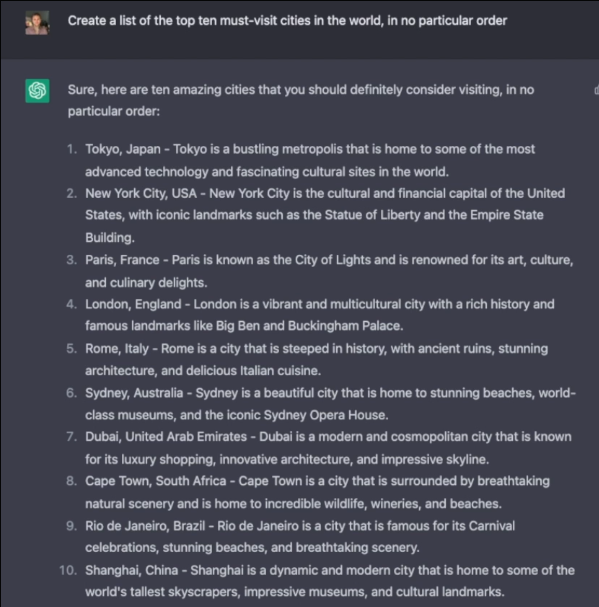 Create a list of the top ten must-visit cities in the world, in no particular order
Sure, here are ten amazing cities that you should definitely consider visiting, in no
particular order:
1. Tokyo, Japan - Tokyo is a bustling metropolis that is home to some of the most
advanced technology and fascinating cultural sites in the world.
2. New York City, USA - New York City is the cultural and financial capital of the United
States, with iconic landmarks such as the Statue of Liberty and the Empire State
Building.
3. Paris, France - Paris is known as the City of Lights and is renowned for its art, culture,
and culinary delights.
4. London, England - London is a vibrant and multicultural city with a rich history and
famous landmarks like Big Ben and Buckingham Palace.
5. Rome, Italy - Rome is a city that is steeped in history, with ancient ruins, stunning
architecture, and delicious Italian cuisine.
6. Sydney, Australia - Sydney is a beautiful city that is home to stunning beaches, world-
class museums, and the iconic Sydney Opera House.
7. Dubai, United Arab Emirates - Dubai is a modern and cosmopolitan city that is known
for its luxury shopping, innovative architecture, and impressive skyline.
8. Cape Town, South Africa - Cape Town is a city that is surrounded by breathtaking
natural scenery and is home to incredible wildlife, wineries, and beaches.
9. Rio de Janeiro, Brazil - Rio de Janeiro is a city that is famous for its Carnival
celebrations, stunning beaches, and breathtaking scenery.
10. Shanghai, China - Shanghai is a dynamic and modern city that is home to some of the
world's tallest skyscrapers, impressive museums, and cultural landmarks.